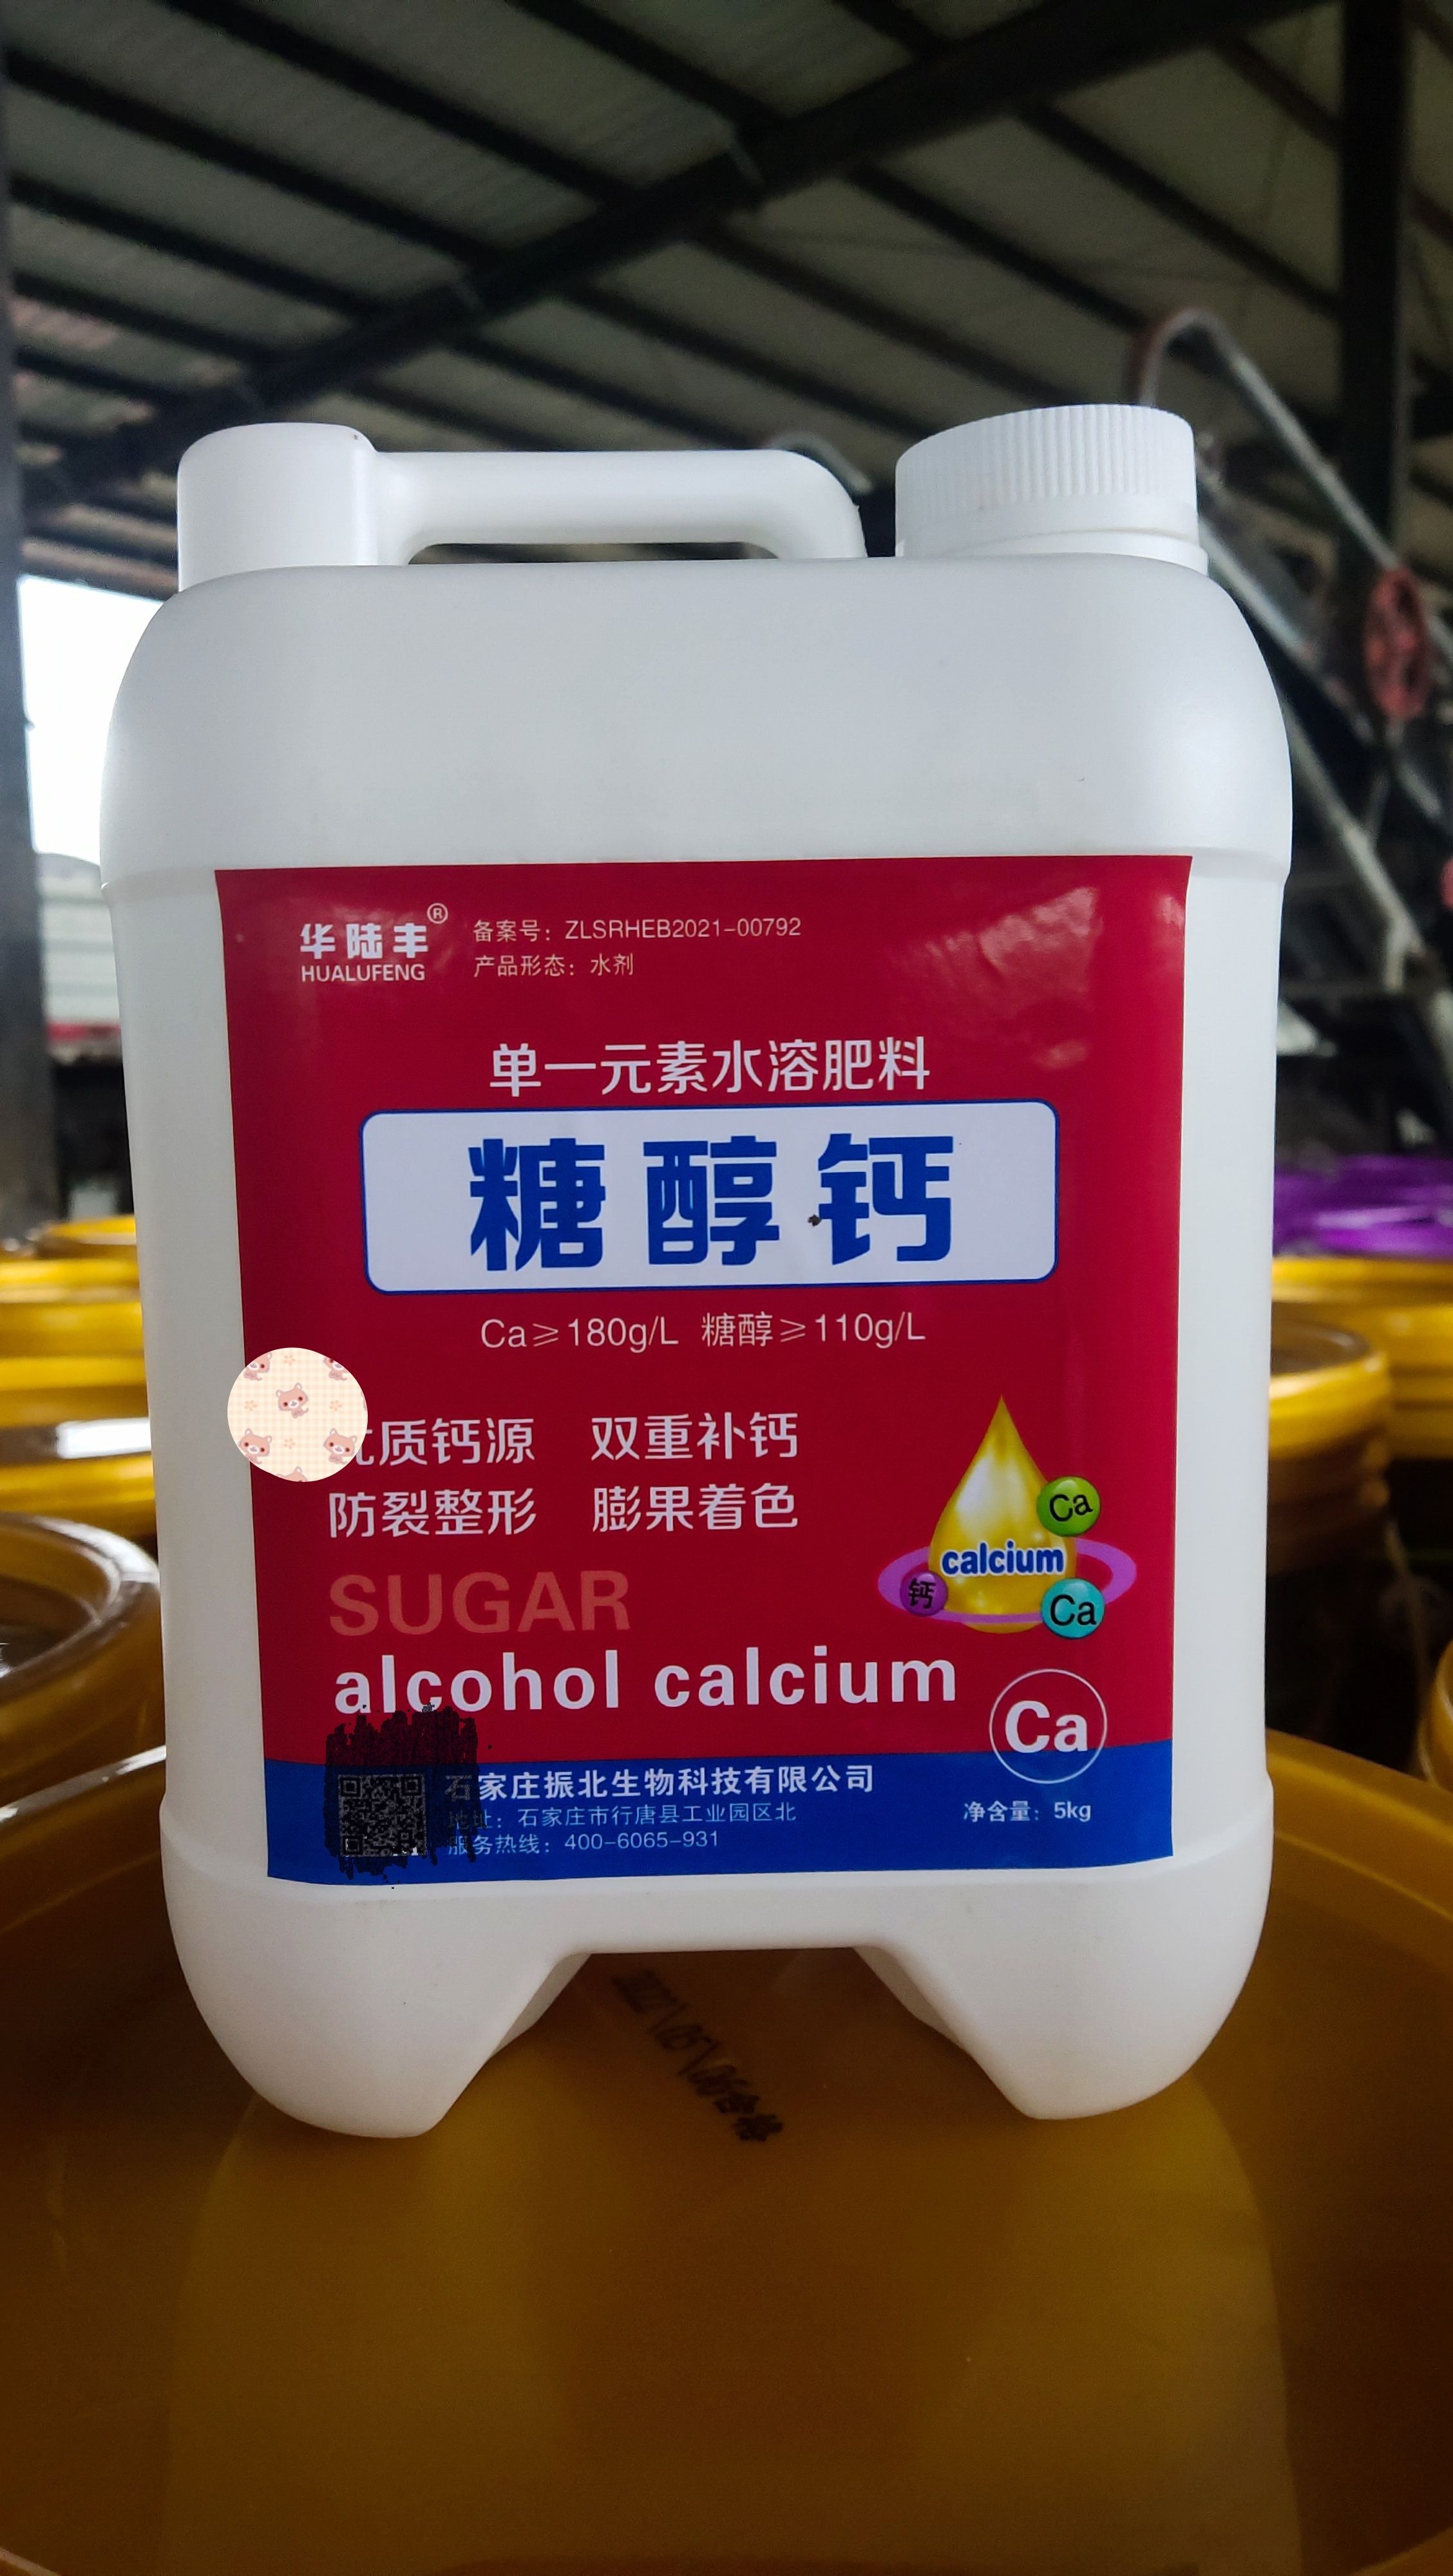 华陆丰®
HUALUFENG
备案号：ZLSRHEB2021-00792
产品形态：水剂
单一元素水溶肥料
糖醇钙
Ca≥180g/L 糖醇≥110g/L
质钙源 双重补钙
防裂整形 膨果着色
Ca
calcium
钙
Ca
SUGAR
alcohol calcium
Ca
石家庄振北生物科技有限公司
地址：石家庄市行唐县工业园区北
服务热线：400-6065-931
净含量：5kg